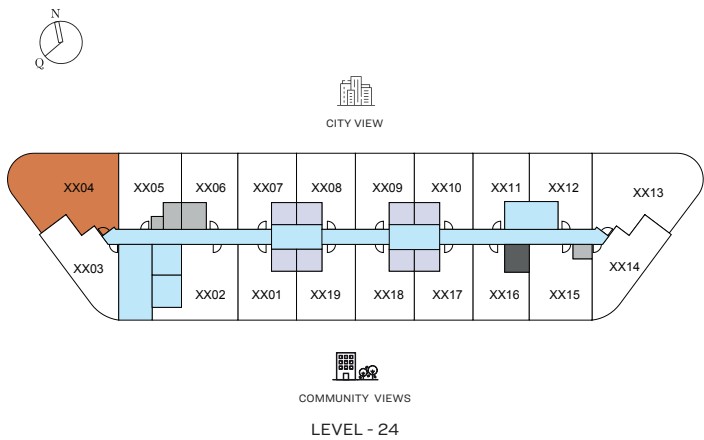 N
Q
CITY VIEW
XX04
XX05
XX06
XX07
XX08
XX09
XX10
XX11
XX12
XX13
XX03
XX02
XX01
XX19
XX18
XX17
XX16
XX15
XX14
COMMUNITY VIEWS
LEVEL - 24